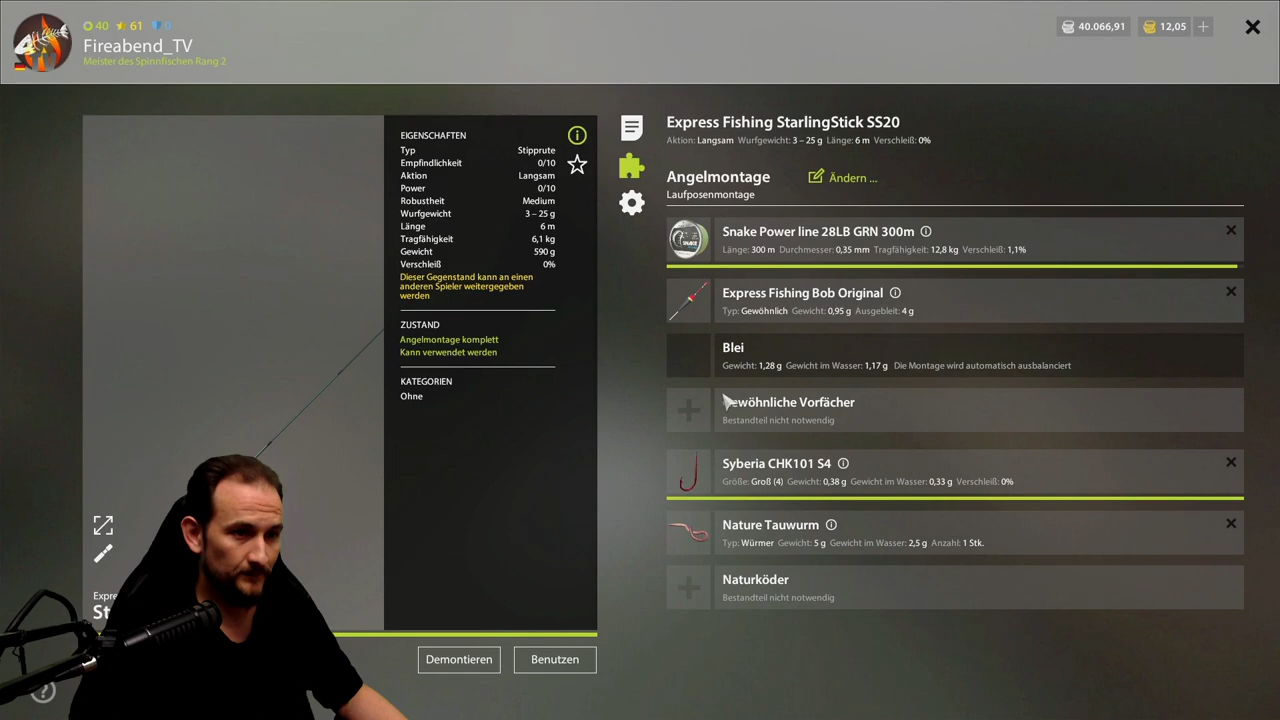 40 61 0
Fireabend_TV
Meister des Spinnfischen Rang 2
40.066,91 12,05
EIGENSCHAFTEN
Typ Stipprute
Empfindlichkeit 0/10
Aktion Langsam
Power 0/10
Robustheit Medium
Wurfgewicht 3 – 25 g
Länge 6 m
Tragfähigkeit 6,1 kg
Gewicht 590 g
Verschleiß 0%
Dieser Gegenstand kann an einen
anderen Spieler weitergegeben
werden
ZUSTAND
Angelmontage komplett
Kann verwendet werden
KATEGORIEN
Ohne
Expre
St
Demontieren Benutzen
Express Fishing StarlingStick SS20
Aktion: Langsam Wurfgewicht: 3 – 25 g Länge: 6 m Verschleiß: 0%
Angelmontage Ändern ...
Laufposenmontage
Snake Power line 28LB GRN 300m
Länge: 300 m Durchmesser: 0,35 mm Tragfähigkeit: 12,8 kg Verschleiß: 1,1%
Express Fishing Bob Original
Typ: Gewöhnlich Gewicht: 0,95 g Ausgebleit: 4 g
Blei
Gewicht: 1,28 g Gewicht im Wasser: 1,17 g Die Montage wird automatisch ausbalanciert
ewöhnliche Vorfächer
Bestandteil nicht notwendig
Syberia CHK101 S4
Größe: Groß (4) Gewicht: 0,38 g Gewicht im Wasser: 0,33 g Verschleiß: 0%
Nature Tauwurm
Typ: Würmer Gewicht: 5 g Gewicht im Wasser: 2,5 g Anzahl: 1 Stk.
Naturköder
Bestandteil nicht notwendig